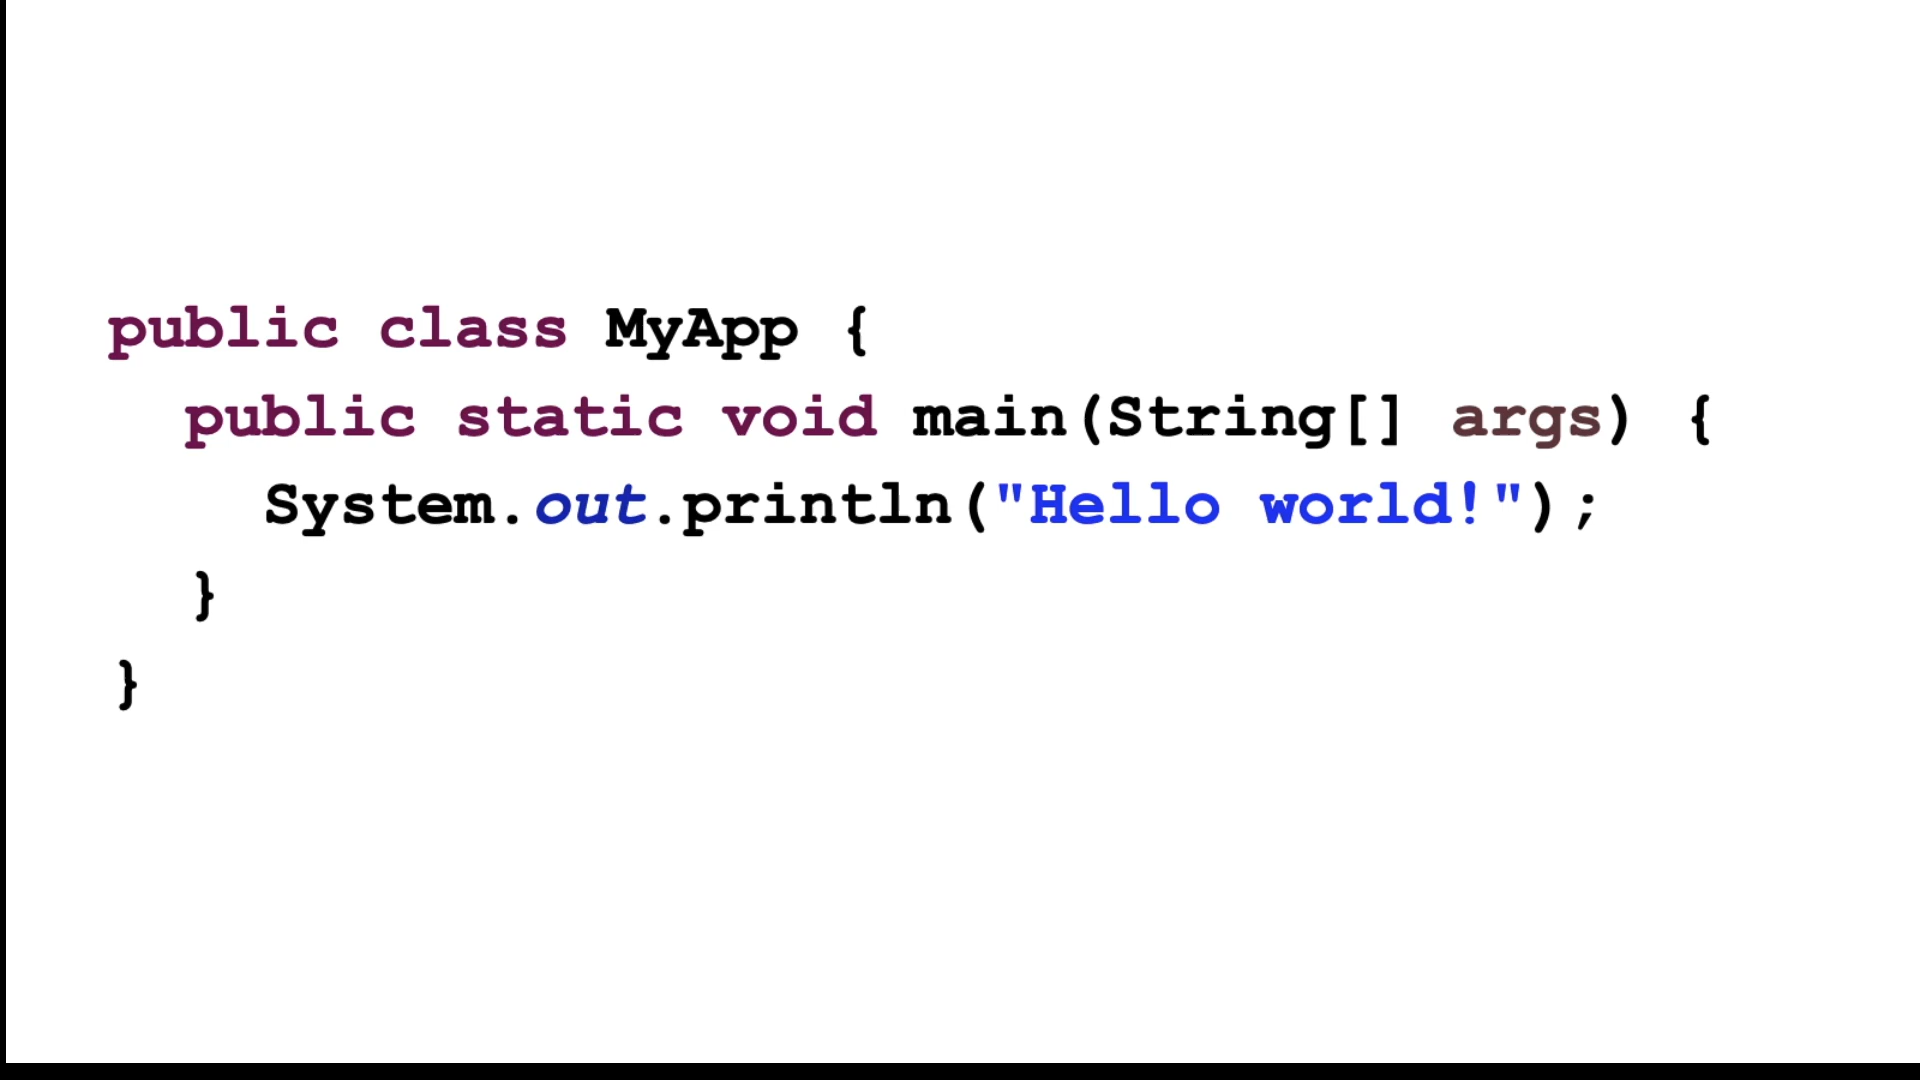 public class MyApp {
  public static void main(String[] args) {
    System.out.println("Hello world!");
  }
}